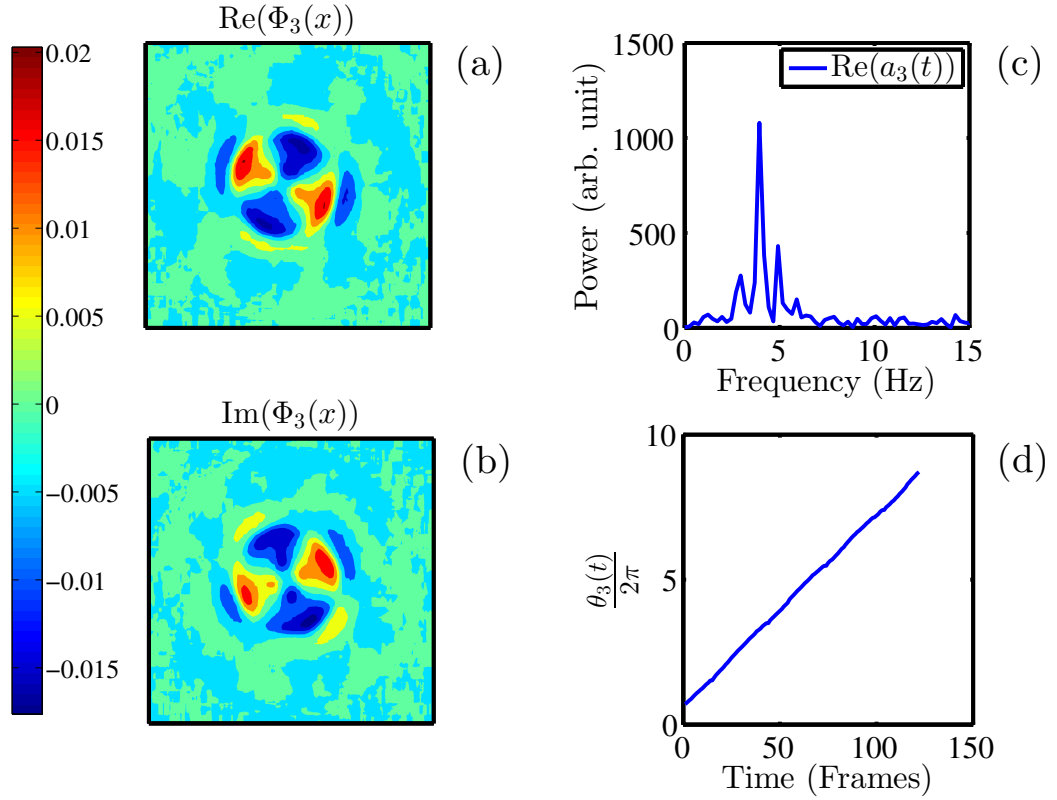 Re(Φ₃(x))
(a)
0.02
0.015
0.01
0.005
0
−0.005
−0.01
−0.015
Im(Φ₃(x))
(b)
Re(a₃(t))
(c)
1500
1000
500
0
Power (arb. unit)
0 5 10 15
Frequency (Hz)
(d)
10
5
0
θ₃(t)
2π
0 50 100 150
Time (Frames)